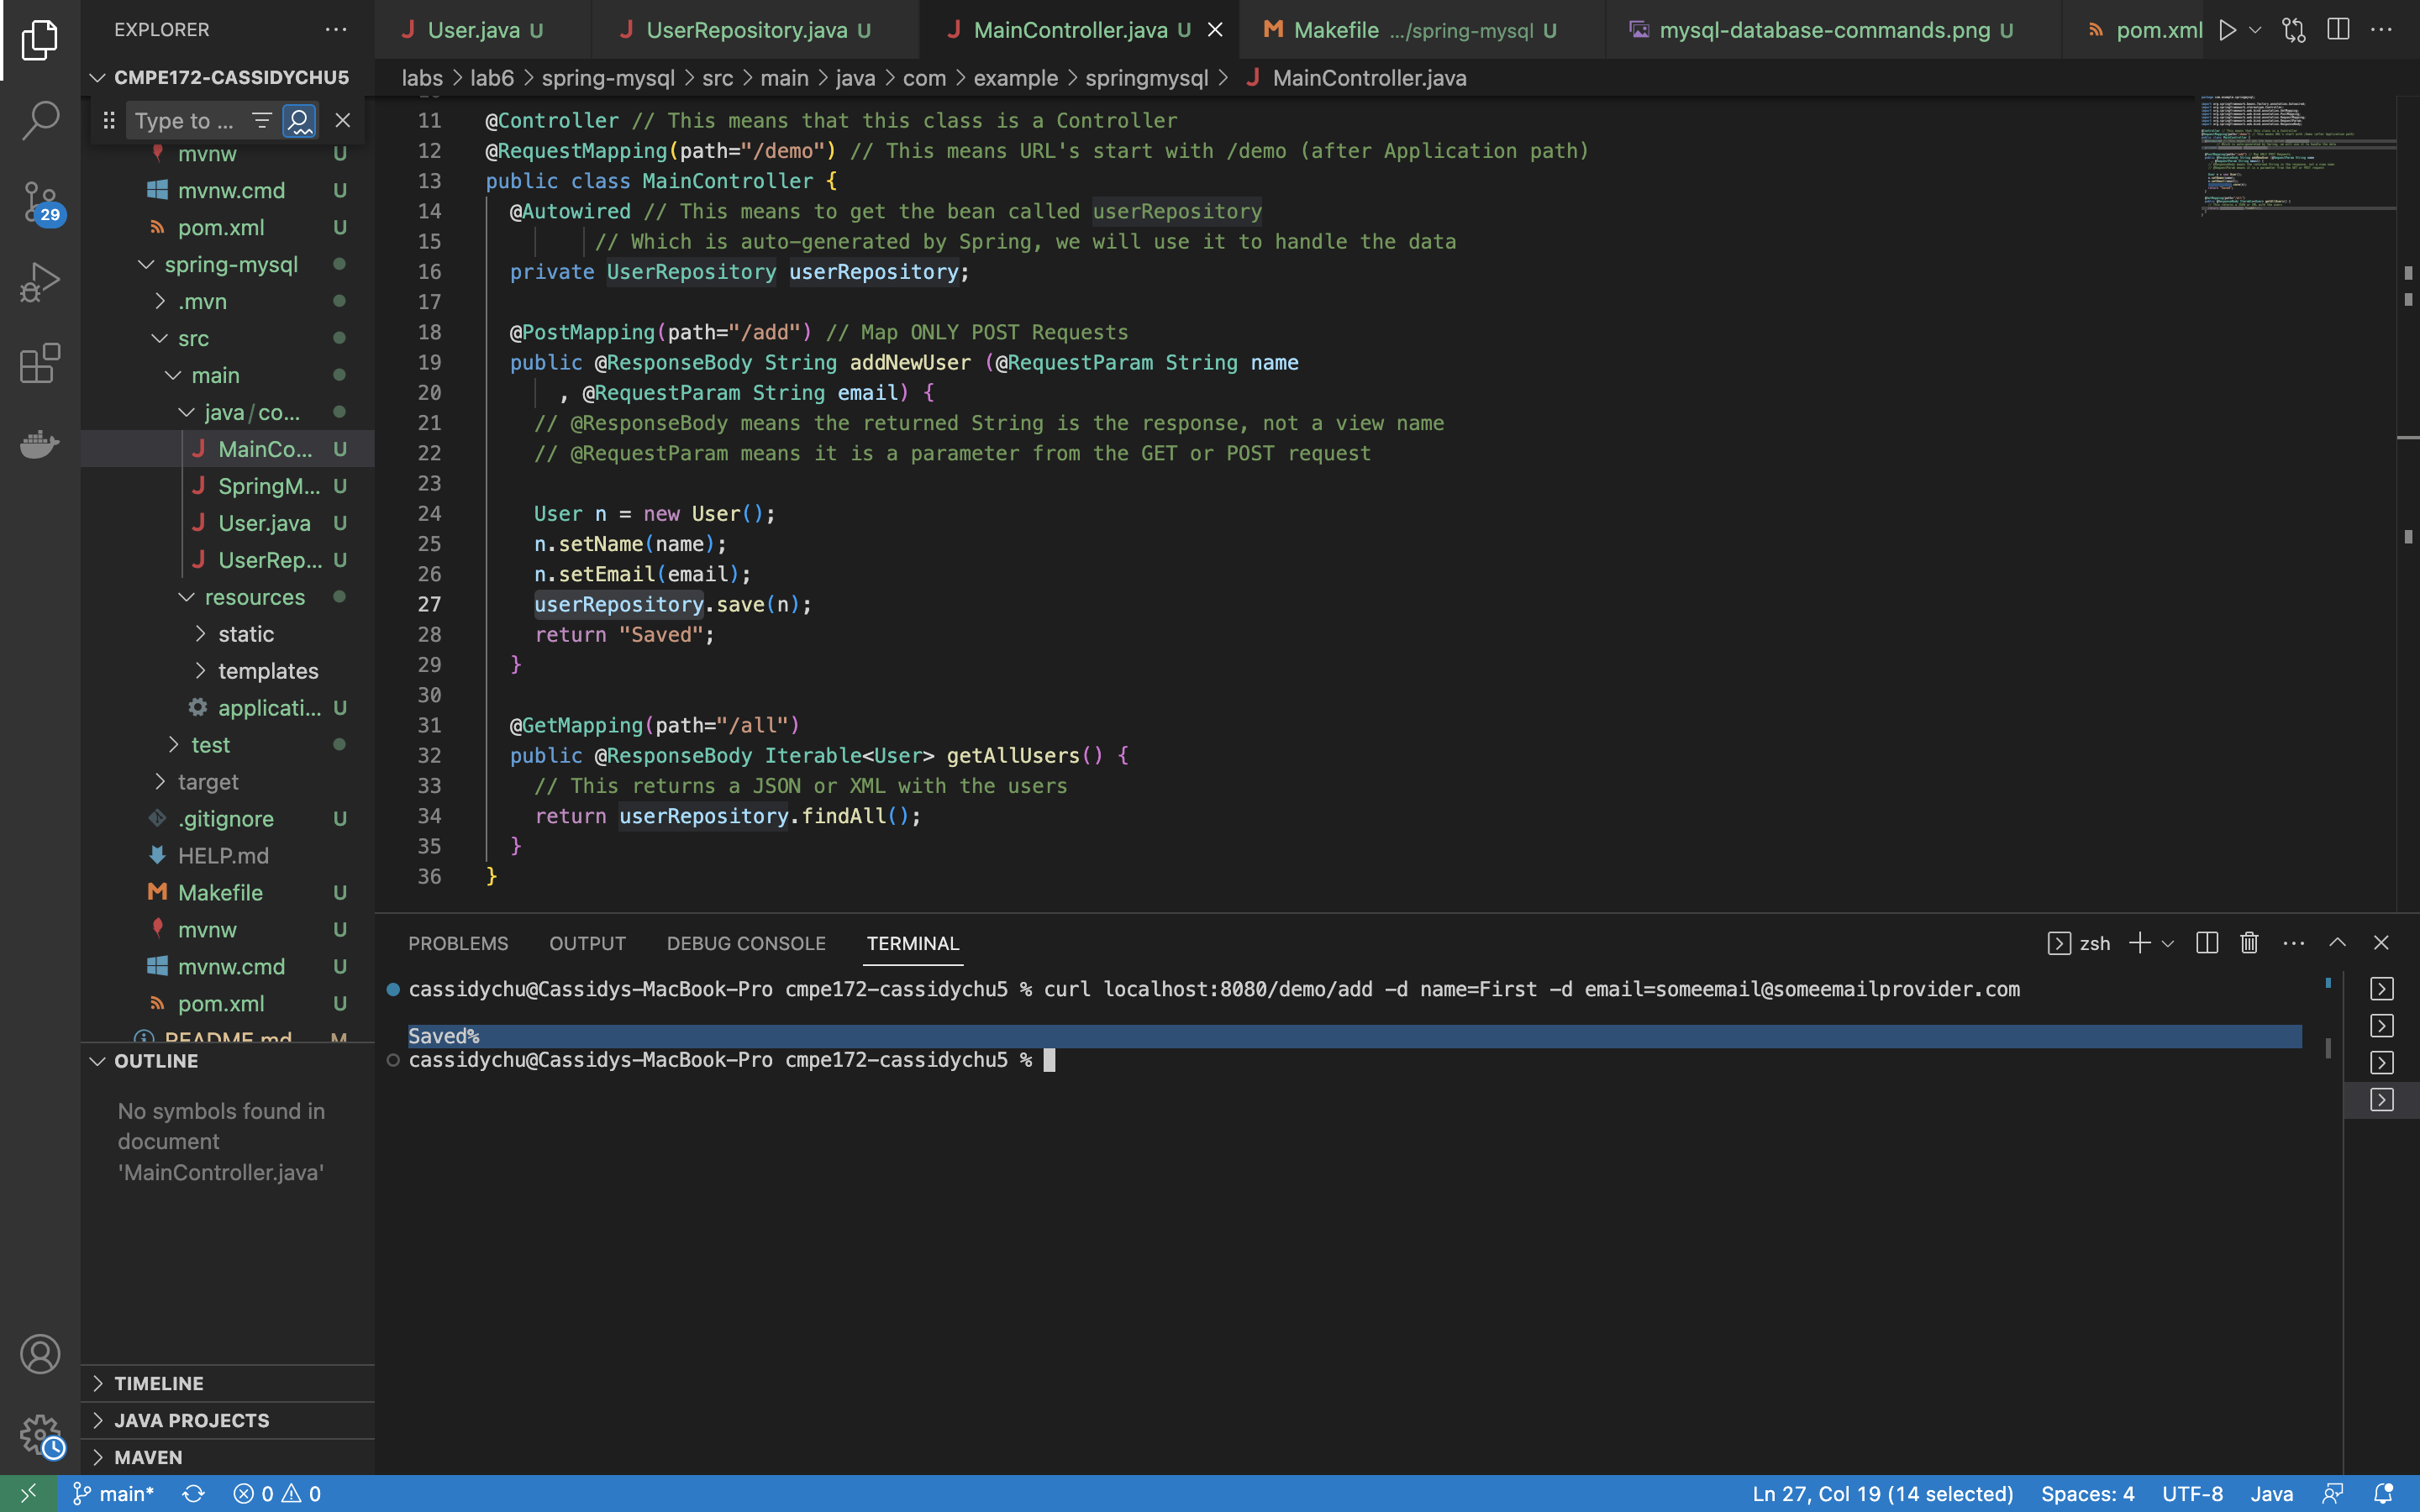 EXPLORER
CMPE172-CASSIDYCHU5
Type to ...
mvnw U
mvnw.cmd U
pom.xml U
spring-mysql
.mvn
src
main
java/co...
MainCo... U
SpringM... U
User.java U
UserRep... U
resources
static
templates
applicati... U
test
target
.gitignore U
HELP.md
Makefile U
mvnw U
mvnw.cmd U
pom.xml U
README.md M
OUTLINE
No symbols found in
document
'MainController.java'
TIMELINE
JAVA PROJECTS
MAVEN
29
User.java U
UserRepository.java U
MainController.java U
Makefile .../spring-mysql U
mysql-database-commands.png U
pom.xml
labs > lab6 > spring-mysql > src > main > java > com > example > springmysql > MainController.java
11 @Controller // This means that this class is a Controller
12 @RequestMapping(path="/demo") // This means URL's start with /demo (after Application path)
13 public class MainController {
14 @Autowired // This means to get the bean called userRepository
15 // Which is auto-generated by Spring, we will use it to handle the data
16 private UserRepository userRepository;
17
18 @PostMapping(path="/add") // Map ONLY POST Requests
19 public @ResponseBody String addNewUser (@RequestParam String name
20 , @RequestParam String email) {
21 // @ResponseBody means the returned String is the response, not a view name
22 // @RequestParam means it is a parameter from the GET or POST request
23
24 User n = new User();
25 n.setName(name);
26 n.setEmail(email);
27 userRepository.save(n);
28 return "Saved";
29 }
30
31 @GetMapping(path="/all")
32 public @ResponseBody Iterable<User> getAllUsers() {
33 // This returns a JSON or XML with the users
34 return userRepository.findAll();
35 }
36 }
PROBLEMS OUTPUT DEBUG CONSOLE TERMINAL
zsh
cassidychu@Cassidys-MacBook-Pro cmpe172-cassidychu5 % curl localhost:8080/demo/add -d name=First -d email=someemail@someemailprovider.com
Saved%
cassidychu@Cassidys-MacBook-Pro cmpe172-cassidychu5 %
main* 0 0
Ln 27, Col 19 (14 selected) Spaces: 4 UTF-8 Java